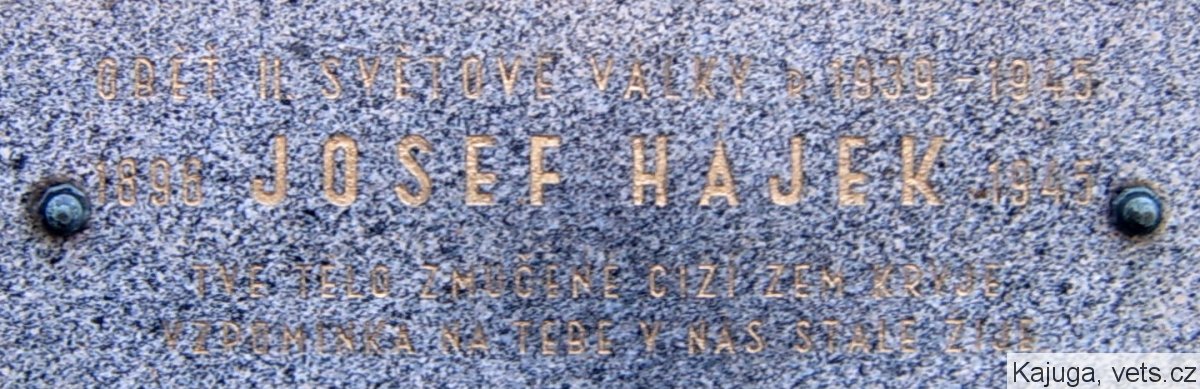 OBĚŤ II. SVĚTOVÉ VÁLKY R 1939-1945
1898 JOSEF HÁJEK -1945
TVÉ TĚLO ZMUČENÉ CIZÍ ZEM KRYJE
VZPOMÍNKA NA TEBE V NÁS STÁLE ŽIJE
Kajuga, vets.cz